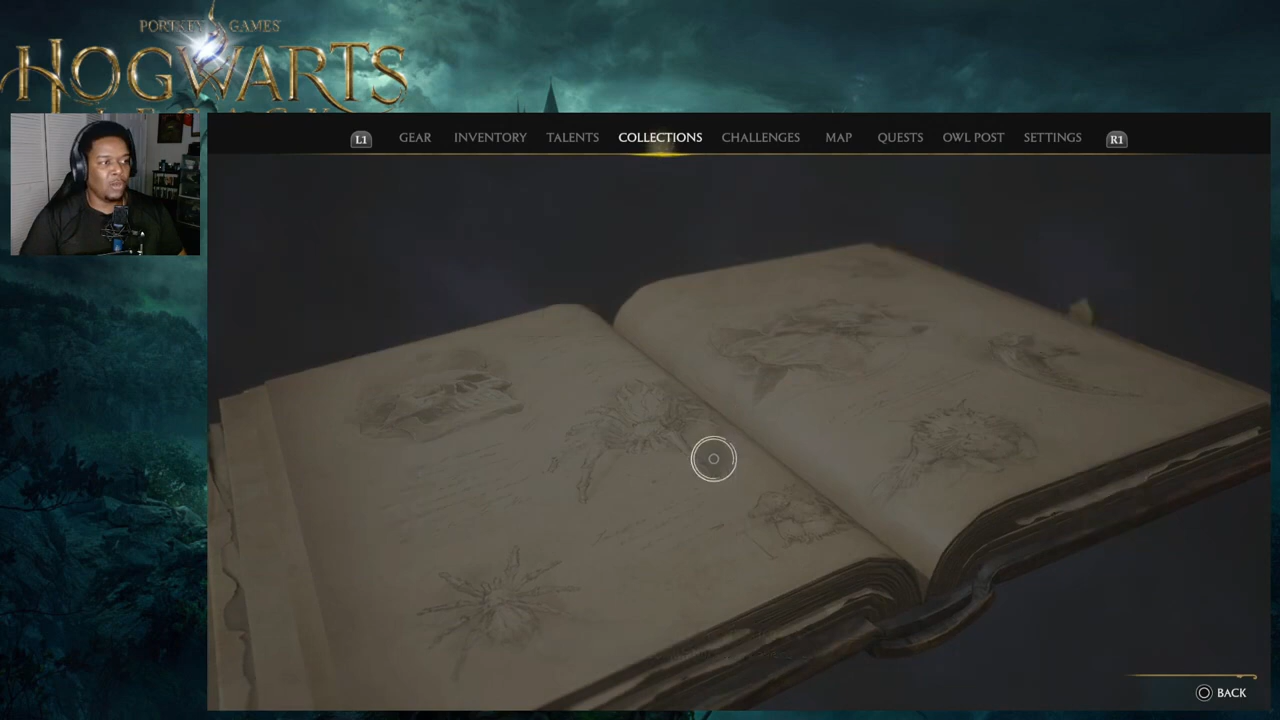 PORTKEY GAMES
HOGWARTS
L1 GEAR INVENTORY TALENTS COLLECTIONS CHALLENGES MAP QUESTS OWL POST SETTINGS R1
BACK